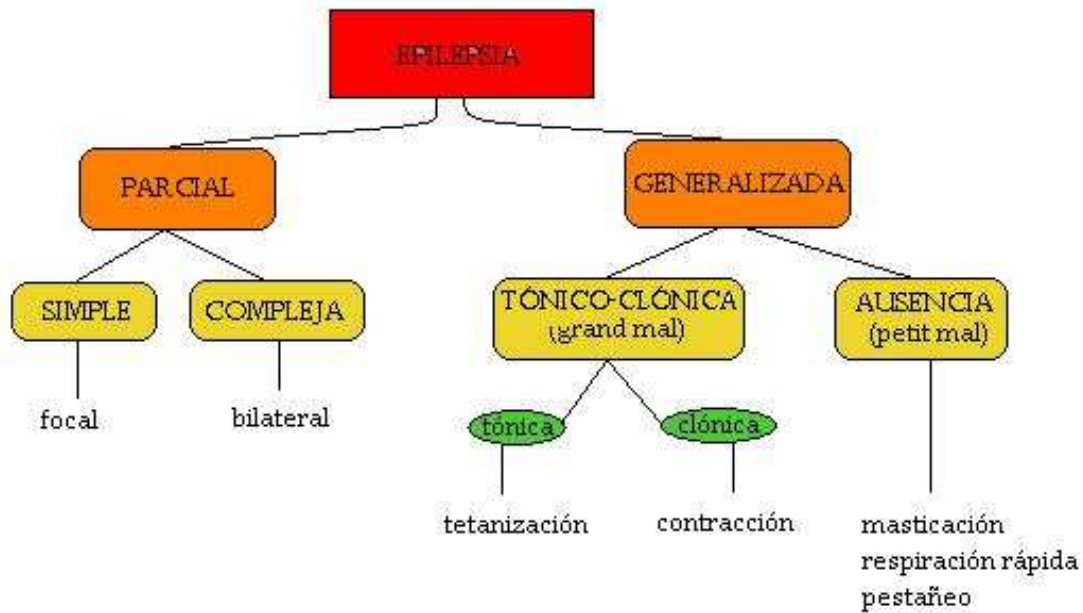 EPILEPSIA
PARCIAL
GENERALIZADA
SIMPLE
COMPLEJA
TÓNICO-CLÓNICA
(grand mal)
AUSENCIA
(petit mal)
focal
bilateral
tónica
clónica
tetanización
contracción
masticación
respiración rápida
pestañeo